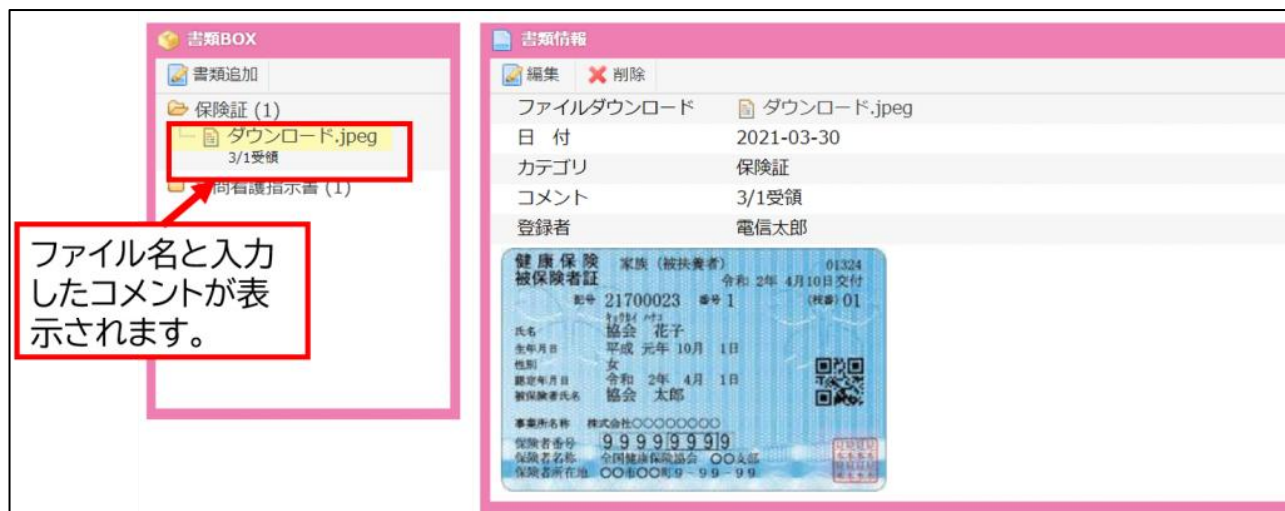 書類BOX
書類追加
保険証 (1)
ダウンロード.jpeg
3/1受領
問看護指示書 (1)
ファイル名と入力
したコメントが表
示されます。
書類情報
編集 削除
ファイルダウンロード ダウンロード.jpeg
日 付 2021-03-30
カテゴリ 保険証
コメント 3/1受領
登録者 電信太郎
健康保険 家族（被扶養者） 01324
被保険者証 令和 2年 4月10日交付
記号 21700023 番号 1 (枝番) 01
ｷｮｳｶｲ ﾊﾅｺ
氏名 協会 花子
生年月日 平成 元年 10月 1日
性別 女
認定年月日 令和 2年 4月 1日
被保険者氏名 協会 太郎
事業所名称 株式会社〇〇〇〇〇〇〇〇
保険者番号 99999999
保険者名称 全国健康保険協会 〇〇支部
保険者所在地 〇〇市〇〇町9-99-99